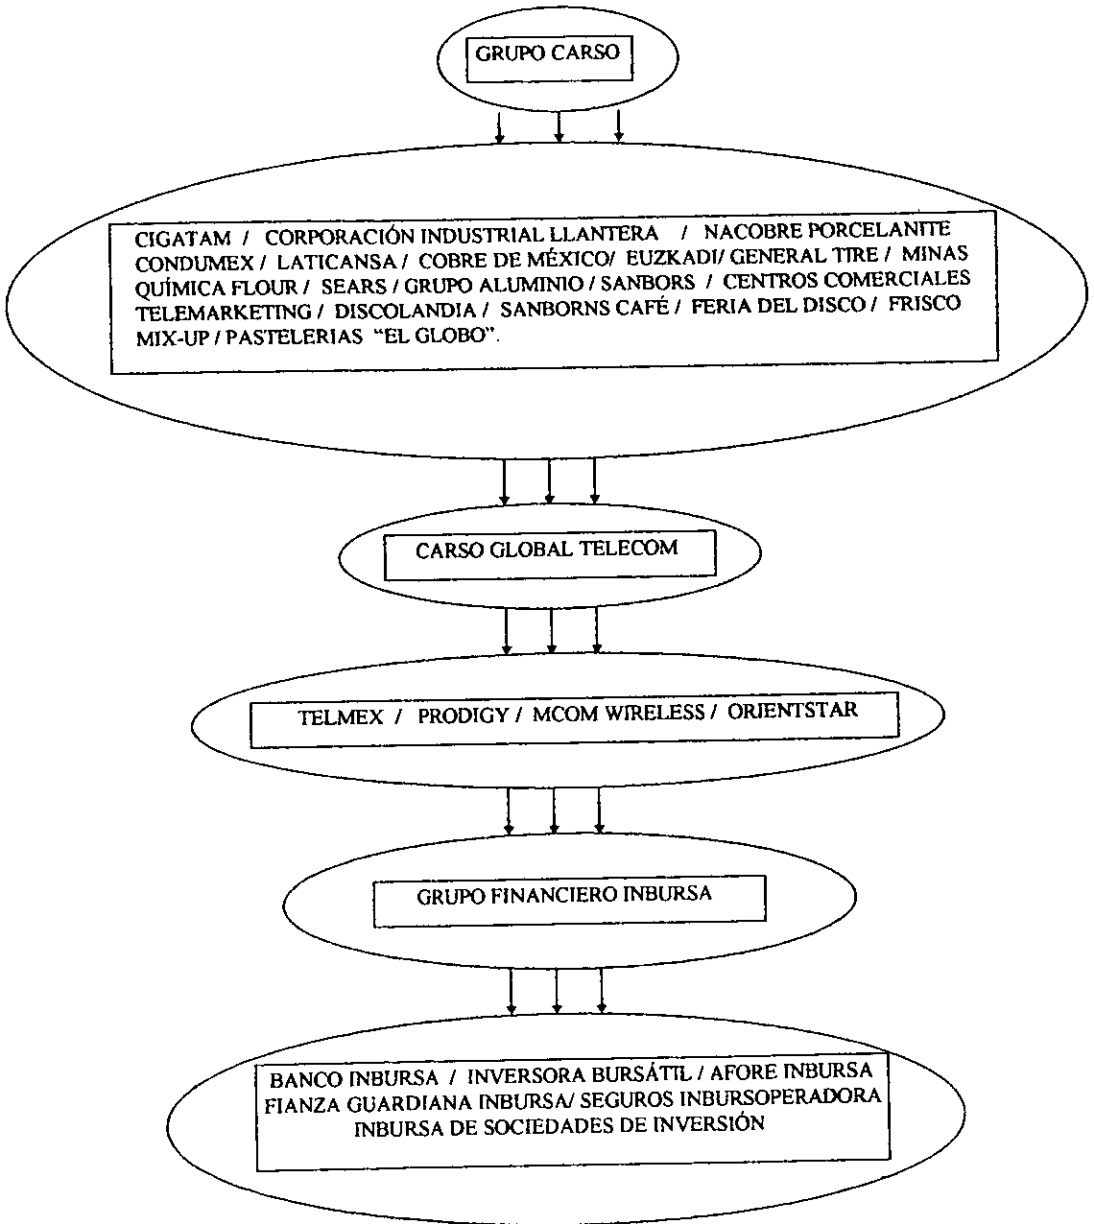 GRUPO CARSO
CIGATAM / CORPORACIÓN INDUSTRIAL LLANTERA / NACOBRE PORCELANITE
CONDUMEX / LATICANSA / COBRE DE MÉXICO/ EUZKADI/ GENERAL TIRE / MINAS
QUÍMICA FLOUR / SEARS / GRUPO ALUMINIO / SANBORS / CENTROS COMERCIALES
TELEMARKETING / DISCOLANDIA / SANBORNS CAFÉ / FERIA DEL DISCO / FRISCO
MIX-UP / PASTELERIAS "EL GLOBO".
CARSO GLOBAL TELECOM
TELMEX / PRODIGY / MCOM WIRELESS / ORIENTSTAR
GRUPO FINANCIERO INBURSA
BANCO INBURSA / INVERSORA BURSÁTIL / AFORE INBURSA
FIANZA GUARDIANA INBURSA/ SEGUROS INBURSOPERADORA
INBURSA DE SOCIEDADES DE INVERSIÓN